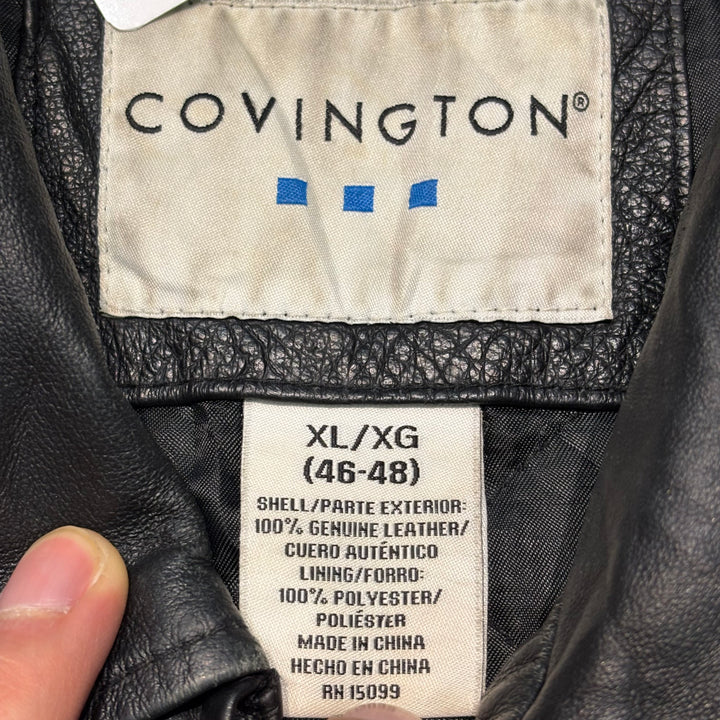 COVINGTON®
XL/XG
(46-48)
SHELL/PARTE EXTERIOR:
100% GENUINE LEATHER/
CUERO AUTÉNTICO
LINING/FORRO:
100% POLYESTER/
POLIÉSTER
MADE IN CHINA
HECHO EN CHINA
RN 15099